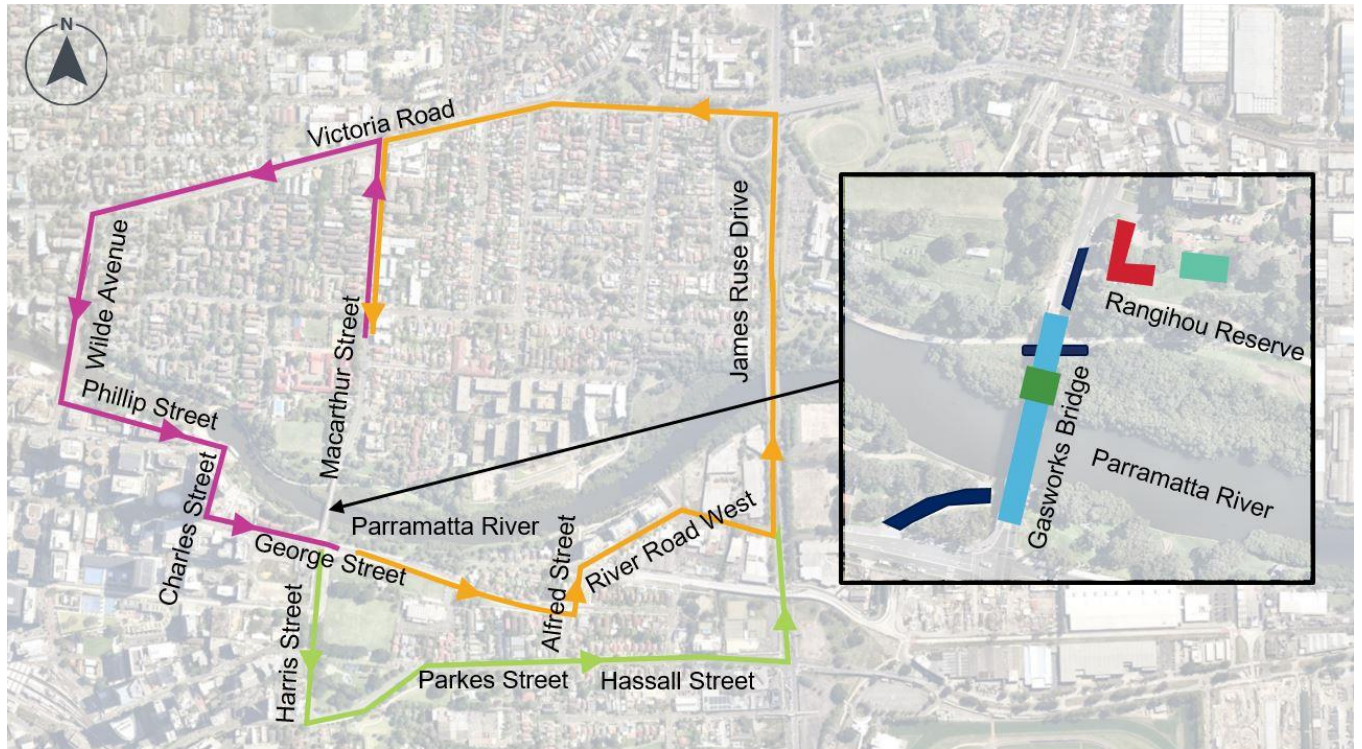 N
Victoria Road
Wilde Avenue
Phillip Street
Charles Street
George Street
Harris Street
Macarthur Street
Parramatta River
Alfred Street
River Road West
Parkes Street
Hassall Street
James Ruse Drive
Rangihou Reserve
Gasworks Bridge
Parramatta River